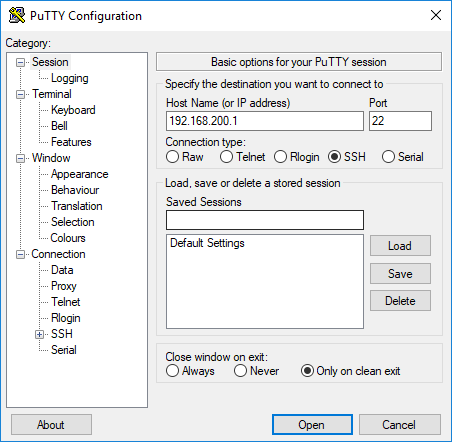 PuTTY Configuration
Category:
Session
Logging
Terminal
Keyboard
Bell
Features
Window
Appearance
Behaviour
Translation
Selection
Colours
Connection
Data
Proxy
Telnet
Rlogin
SSH
Serial
Basic options for your PuTTY session
Specify the destination you want to connect to
Host Name (or IP address) Port
192.168.200.1 22
Connection type:
Raw Telnet Rlogin SSH Serial
Load, save or delete a stored session
Saved Sessions
Default Settings
Load
Save
Delete
Close window on exit:
Always Never Only on clean exit
About Open Cancel